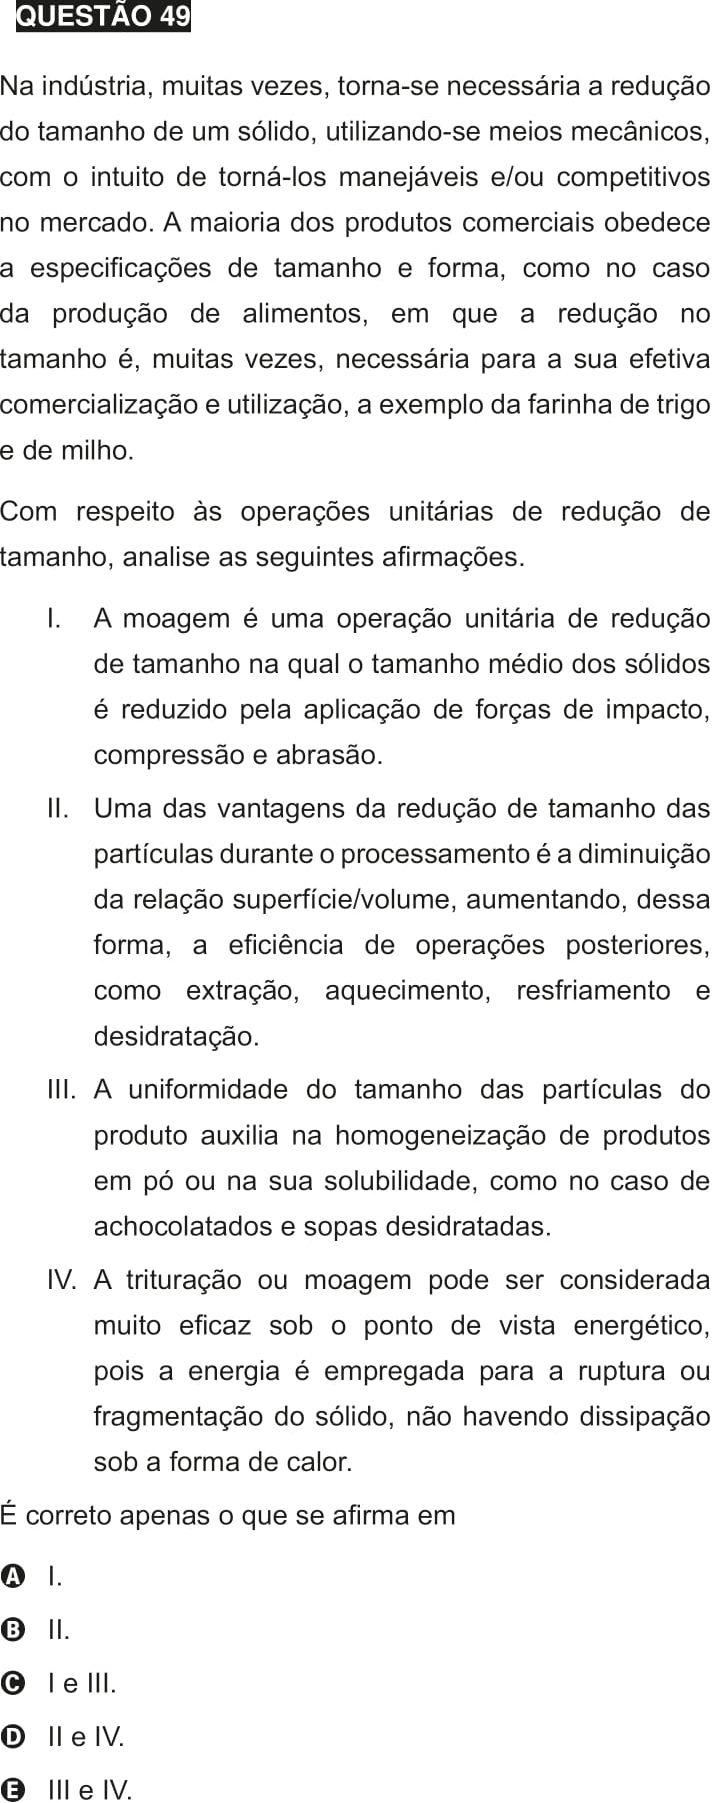 QUESTÃO 49
Na indústria, muitas vezes, torna-se necessária a redução
do tamanho de um sólido, utilizando-se meios mecânicos,
com o intuito de torná-los manejáveis e/ou competitivos
no mercado. A maioria dos produtos comerciais obedece
a especificações de tamanho e forma, como no caso
da produção de alimentos, em que a redução no
tamanho é, muitas vezes, necessária para a sua efetiva
comercialização e utilização, a exemplo da farinha de trigo
e de milho.
Com respeito às operações unitárias de redução de
tamanho, analise as seguintes afirmações.
I. A moagem é uma operação unitária de redução
de tamanho na qual o tamanho médio dos sólidos
é reduzido pela aplicação de forças de impacto,
compressão e abrasão.
II. Uma das vantagens da redução de tamanho das
partículas durante o processamento é a diminuição
da relação superfície/volume, aumentando, dessa
forma, a eficiência de operações posteriores,
como extração, aquecimento, resfriamento e
desidratação.
III. A uniformidade do tamanho das partículas do
produto auxilia na homogeneização de produtos
em pó ou na sua solubilidade, como no caso de
achocolatados e sopas desidratadas.
IV. A trituração ou moagem pode ser considerada
muito eficaz sob o ponto de vista energético,
pois a energia é empregada para a ruptura ou
fragmentação do sólido, não havendo dissipação
sob a forma de calor.
É correto apenas o que se afirma em
A I.
B II.
C I e III.
D II e IV.
E III e IV.